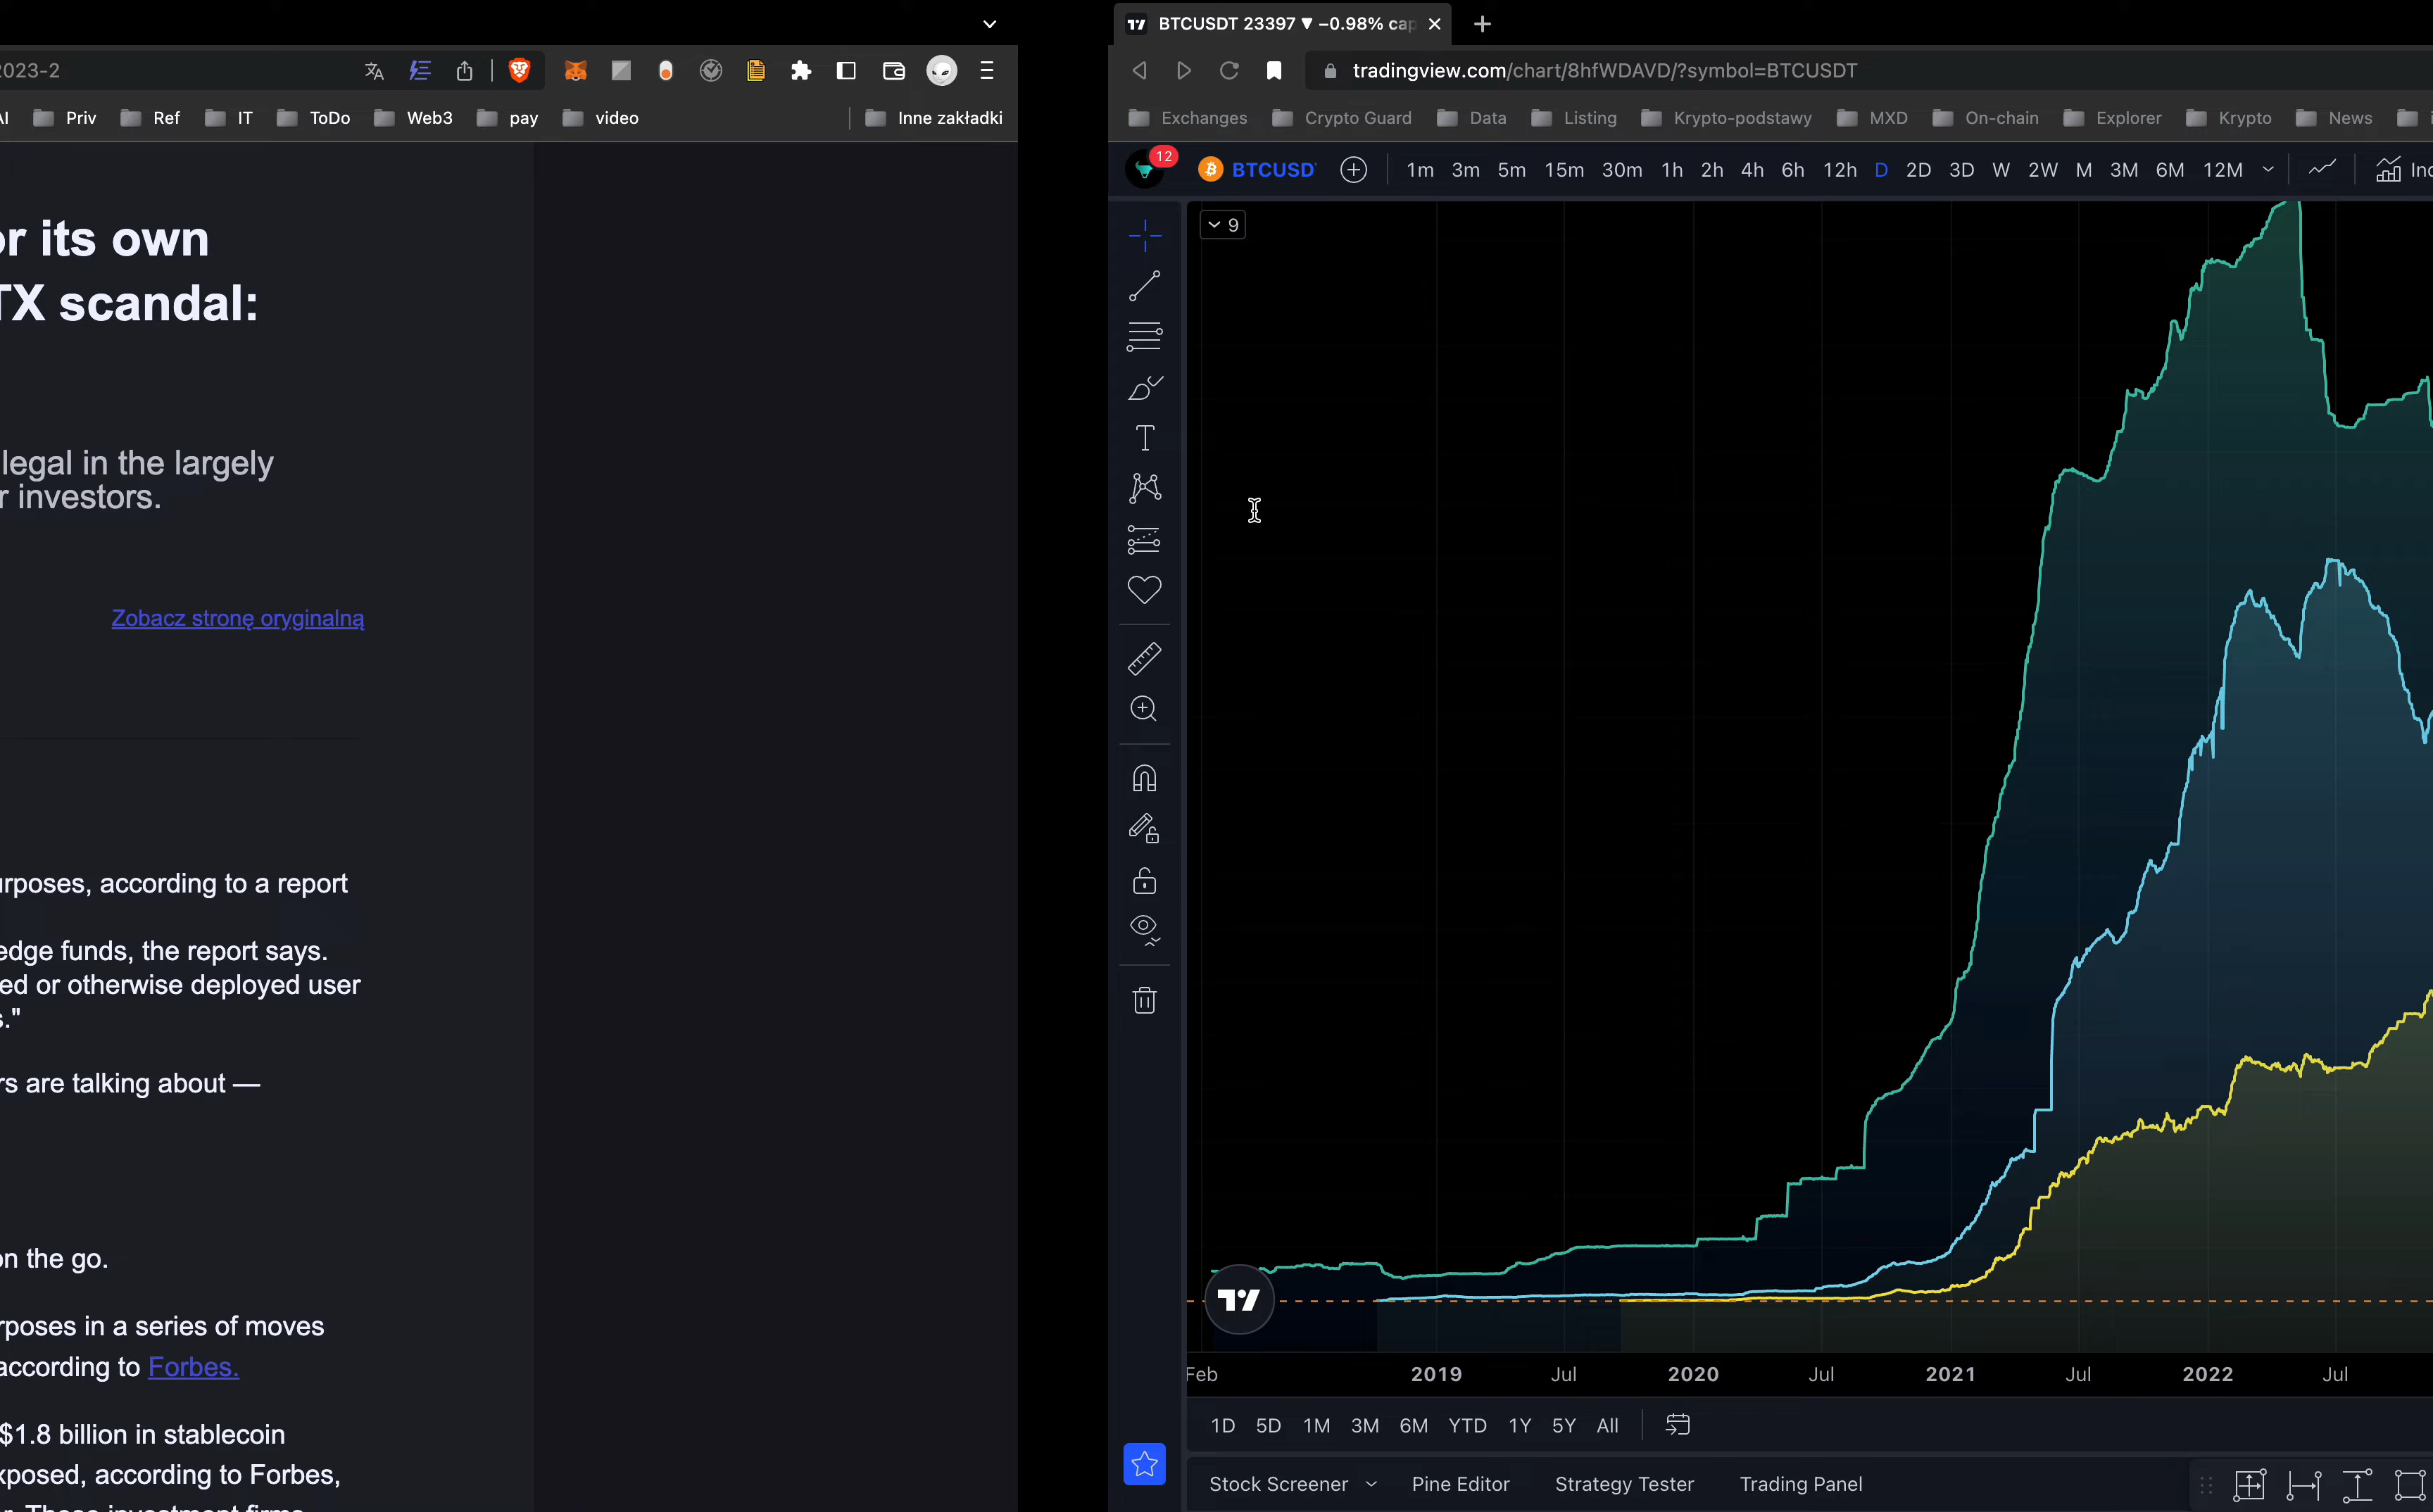 2023-2
Priv Ref IT ToDo Web3 pay video Inne zakładki
or its own
TX scandal:
legal in the largely
r investors.
Zobacz stronę oryginalną
urposes, according to a report
edge funds, the report says.
ed or otherwise deployed user
s."
rs are talking about —
on the go.
rposes in a series of moves
according to Forbes.
$1.8 billion in stablecoin
xposed, according to Forbes,
BTCUSDT 23397 ▼ −0.98% cap
tradingview.com/chart/8hfWDAVD/?symbol=BTCUSDT
Exchanges Crypto Guard Data Listing Krypto-podstawy MXD On-chain Explorer Krypto News
12 BTCUSD 1m 3m 5m 15m 30m 1h 2h 4h 6h 12h D 2D 3D W 2W M 3M 6M 12M Ind
9
Feb 2019 Jul 2020 Jul 2021 Jul 2022 Jul
1D 5D 1M 3M 6M YTD 1Y 5Y All
Stock Screener Pine Editor Strategy Tester Trading Panel